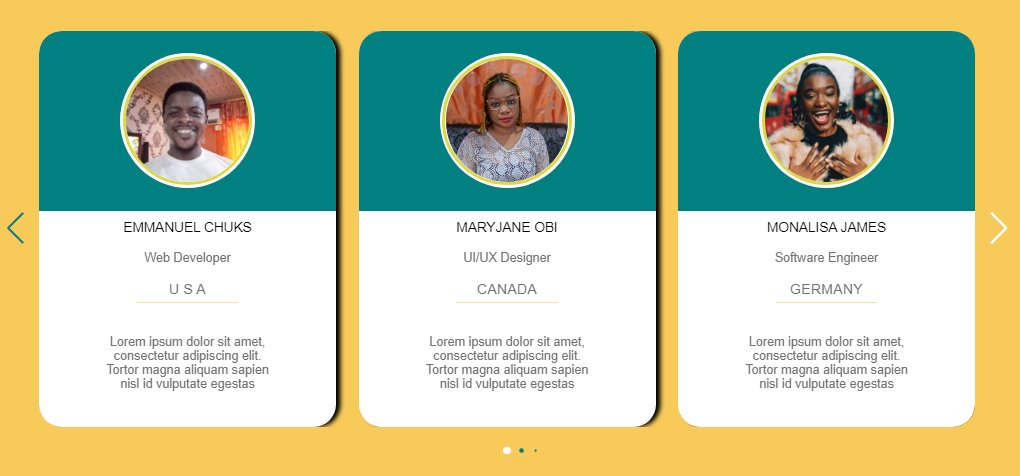 EMMANUEL CHUKS
Web Developer
U S A
Lorem ipsum dolor sit amet,
consectetur adipiscing elit.
Tortor magna aliquam sapien
nisl id vulputate egestas
MARYJANE OBI
UI/UX Designer
CANADA
Lorem ipsum dolor sit amet,
consectetur adipiscing elit.
Tortor magna aliquam sapien
nisl id vulputate egestas
MONALISA JAMES
Software Engineer
GERMANY
Lorem ipsum dolor sit amet,
consectetur adipiscing elit.
Tortor magna aliquam sapien
nisl id vulputate egestas